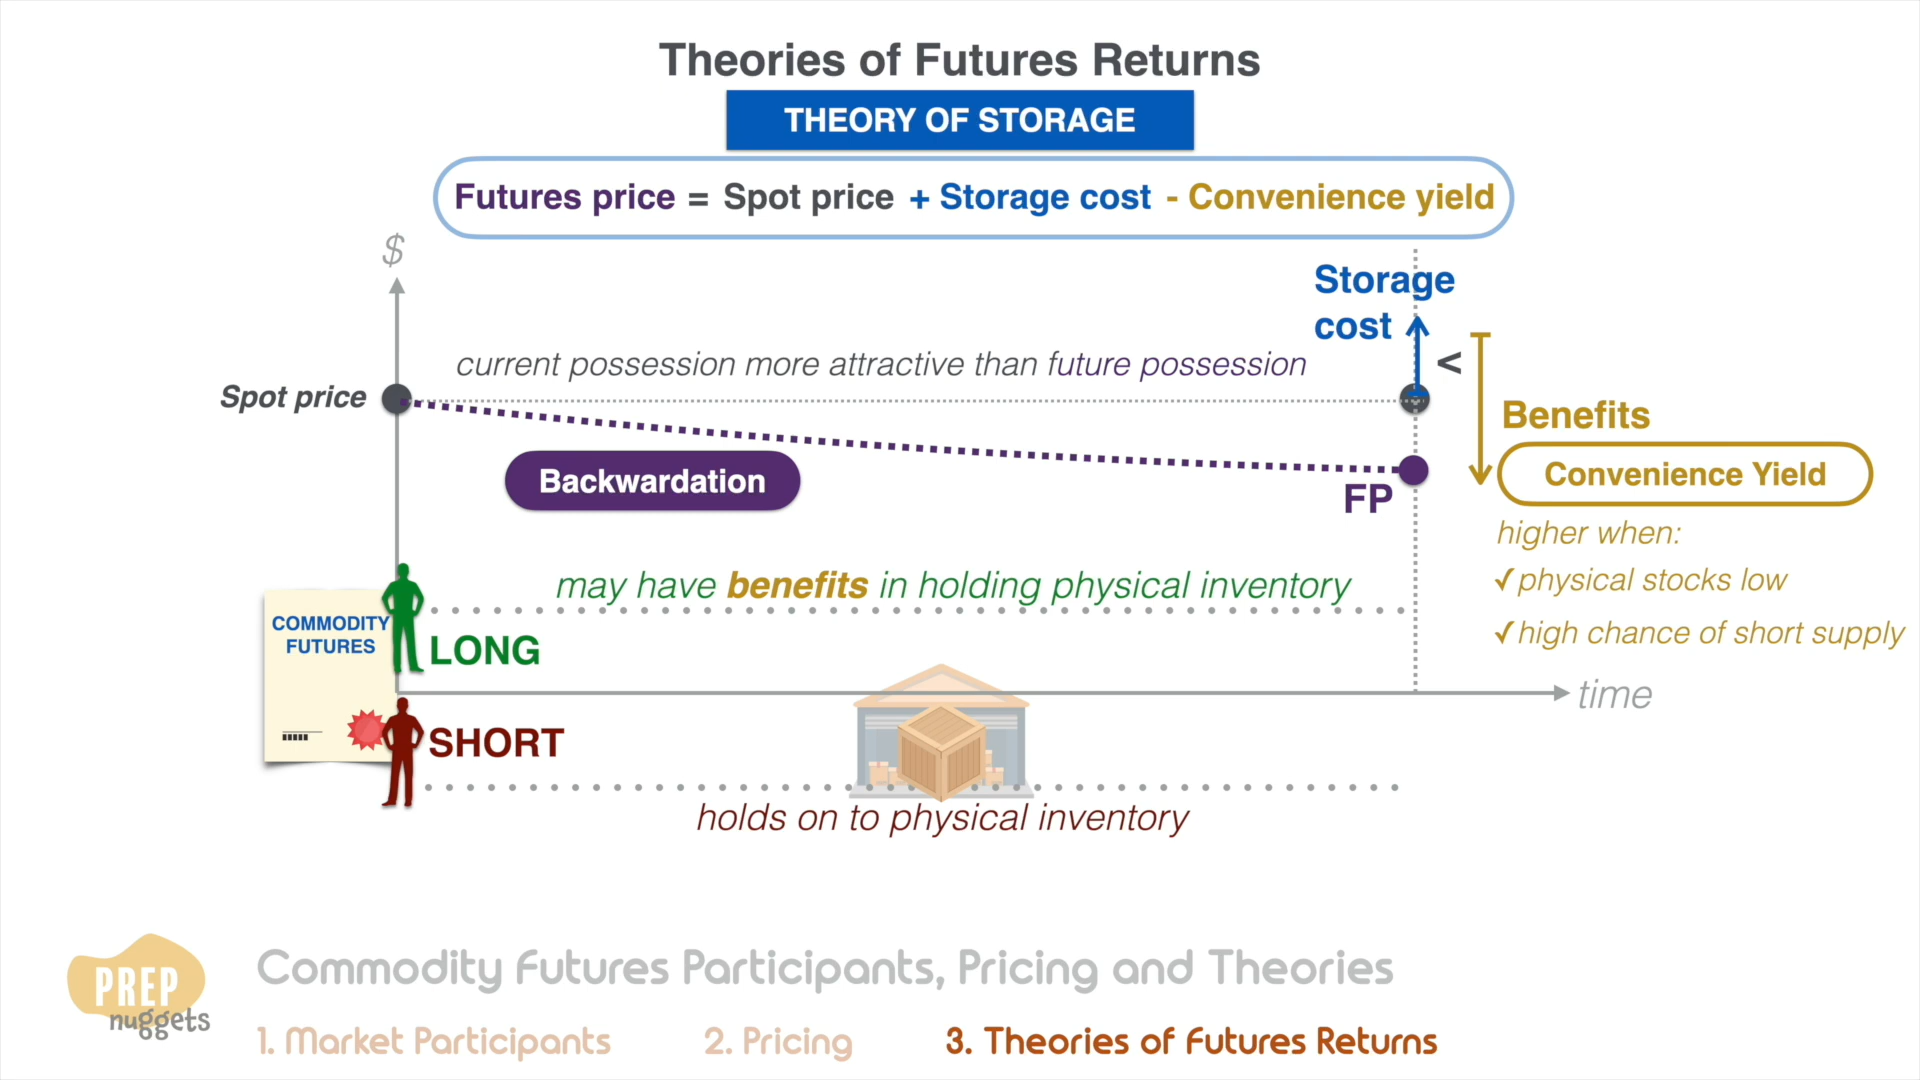 Theories of Futures Returns
THEORY OF STORAGE
Futures price = Spot price + Storage cost - Convenience yield
$
Storage
cost
<
current possession more attractive than future possession
Spot price
Benefits
Backwardation
Convenience Yield
FP
higher when:
✓ physical stocks low
✓ high chance of short supply
may have benefits in holding physical inventory
COMMODITY
FUTURES
LONG
time
SHORT
holds on to physical inventory
PREP
nuggets
Commodity Futures Participants, Pricing and Theories
1. Market Participants 2. Pricing 3. Theories of Futures Returns